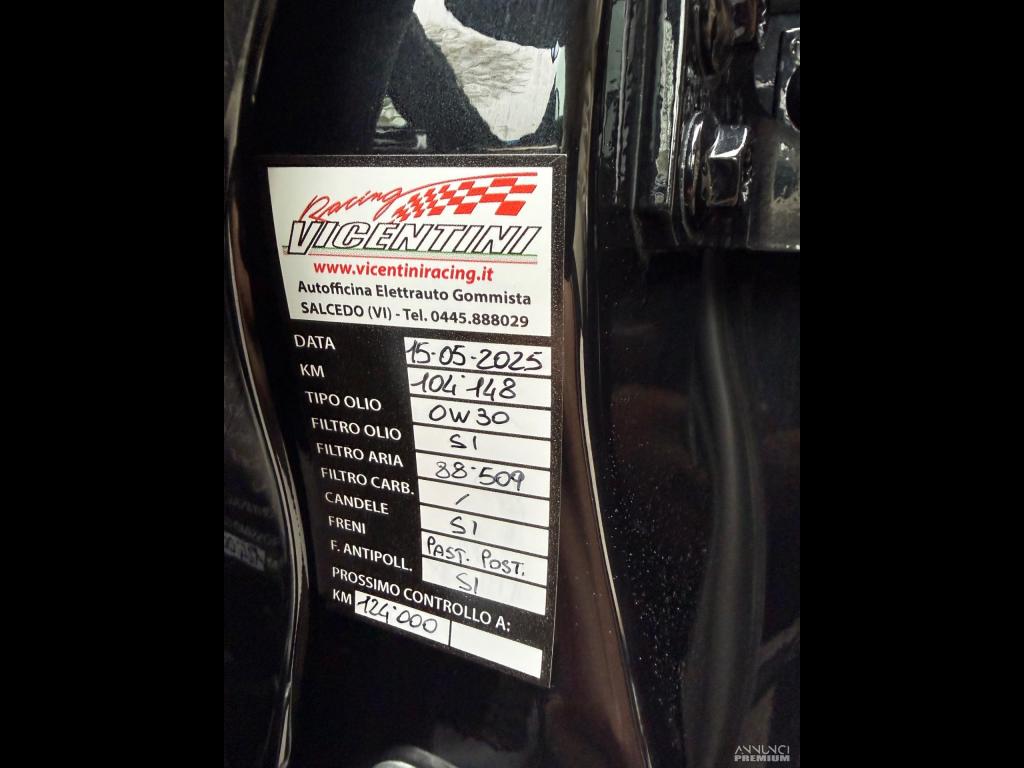 Racing
VICENTINI
www.vicentiniracing.it
Autofficina Elettrauto Gommista
SALCEDO (VI) - Tel. 0445.888029
DATA 15-05-2025
KM 104'148
TIPO OLIO 0W30
FILTRO OLIO SI
FILTRO ARIA 88'509
FILTRO CARB. /
CANDELE SI
FRENI PAST. POST.
F. ANTIPOLL. SI
PROSSIMO CONTROLLO A:
KM 124'000
ANNUNCI
PREMIUM